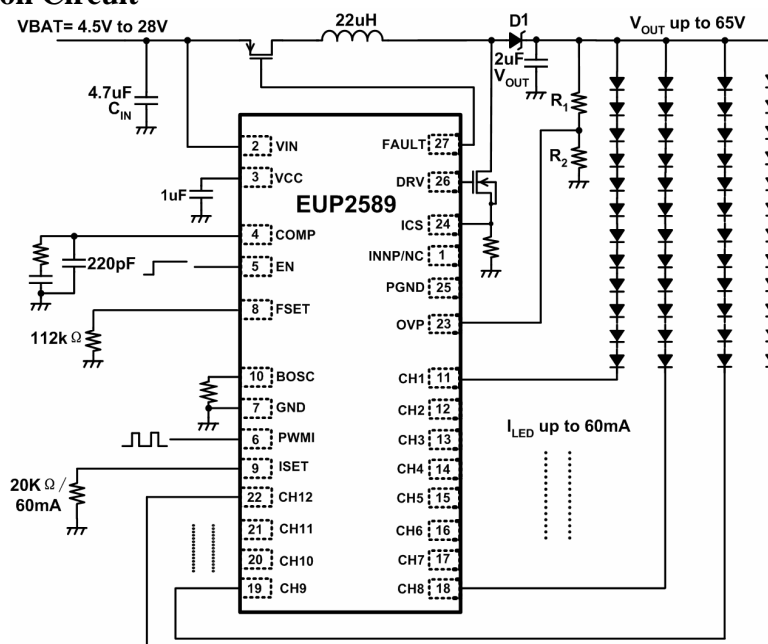 on Circuit
VBAT= 4.5V to 28V
22uH
D1
VOUT up to 65V
4.7uF
CIN
2uF
VOUT
R1
R2
2 VIN
FAULT 27
3 VCC
1uF
DRV 26
EUP2589
4 COMP
ICS 24
220pF
5 EN
INNP/NC 1
PGND 25
8 FSET
OVP 23
112k Ω
10 BOSC
CH1 11
7 GND
CH2 12
ILED up to 60mA
6 PWMI
CH3 13
9 ISET
CH4 14
20K Ω /
60mA
22 CH12
CH5 15
21 CH11
CH6 16
20 CH10
CH7 17
19 CH9
CH8 18